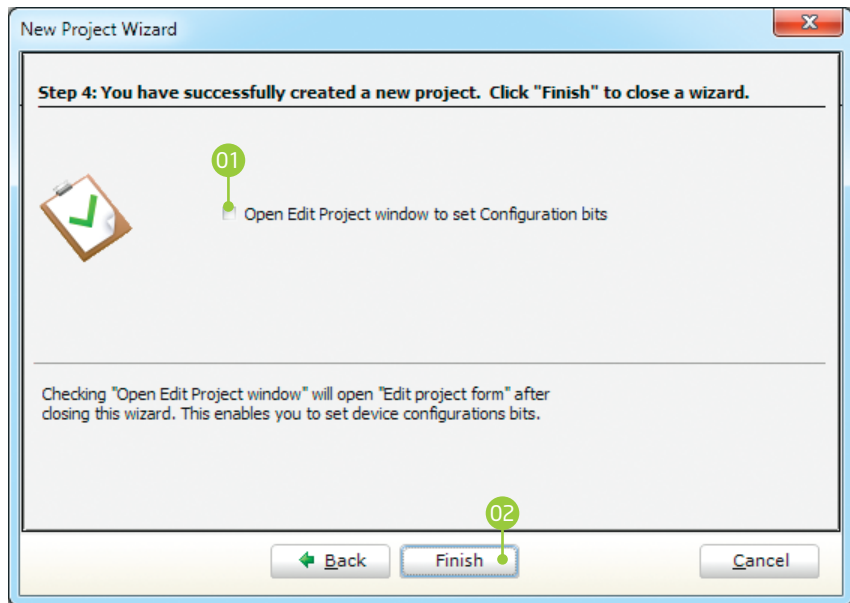 New Project Wizard
X
Step 4: You have successfully created a new project. Click "Finish" to close a wizard.
01
Open Edit Project window to set Configuration bits
Checking "Open Edit Project window" will open "Edit project form" after
closing this wizard. This enables you to set device configurations bits.
02
Back
Finish
Cancel